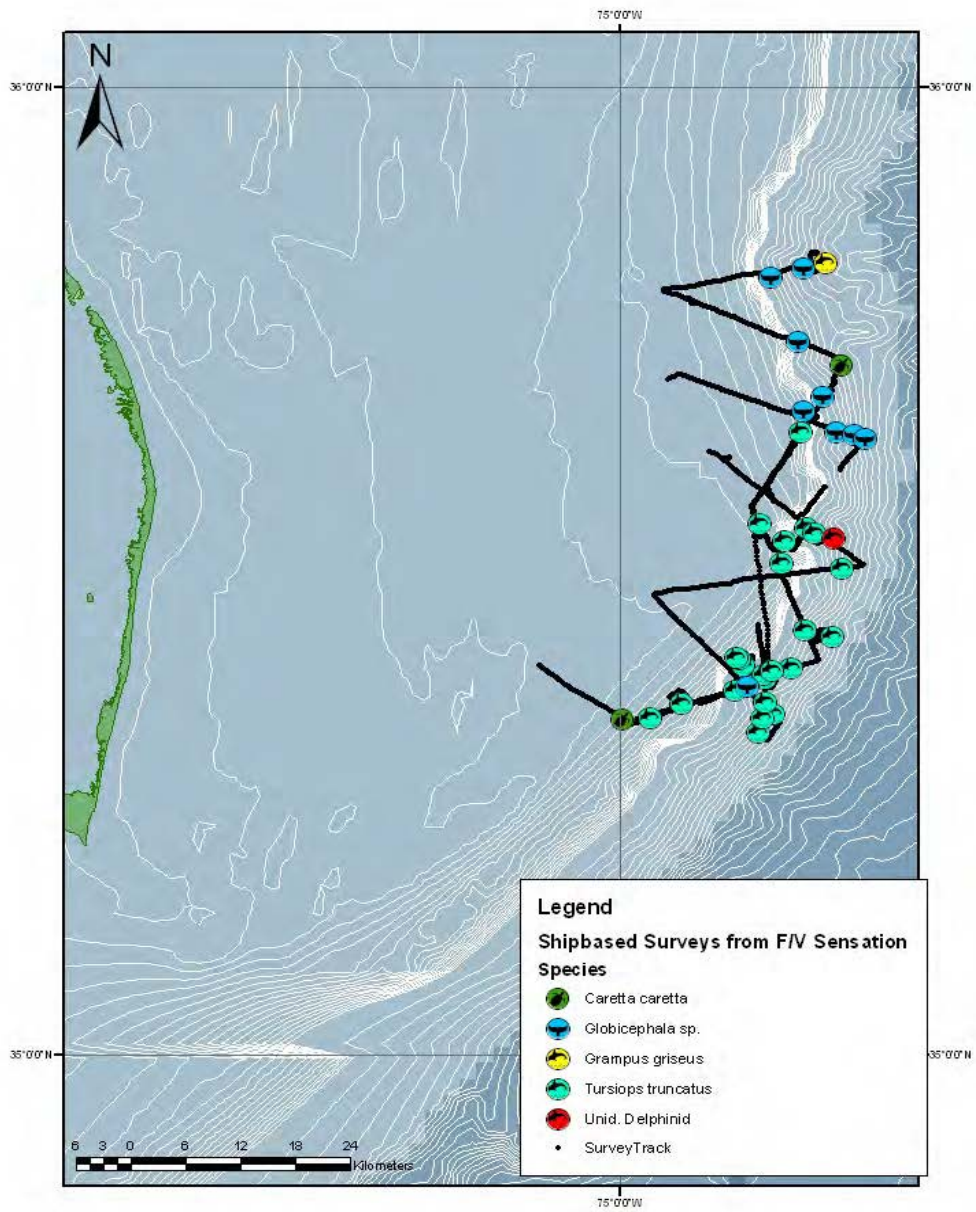 75°0'0"W
N
36°0'0"N
36°0'0"N
Legend
Shipbased Surveys from F/V Sensation
Species
Caretta caretta
Globicephala sp.
Grampus griseus
Tursiops truncatus
Unid. Delphinid
SurveyTrack
35°0'0"N
35°0'0"N
6 3 0 6 12 18 24
Kilometers
75°0'0"W